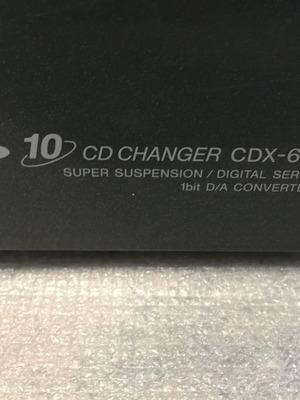 10 CD CHANGER CDX-6
SUPER SUSPENSION / DIGITAL SER
1bit D/A CONVERTE